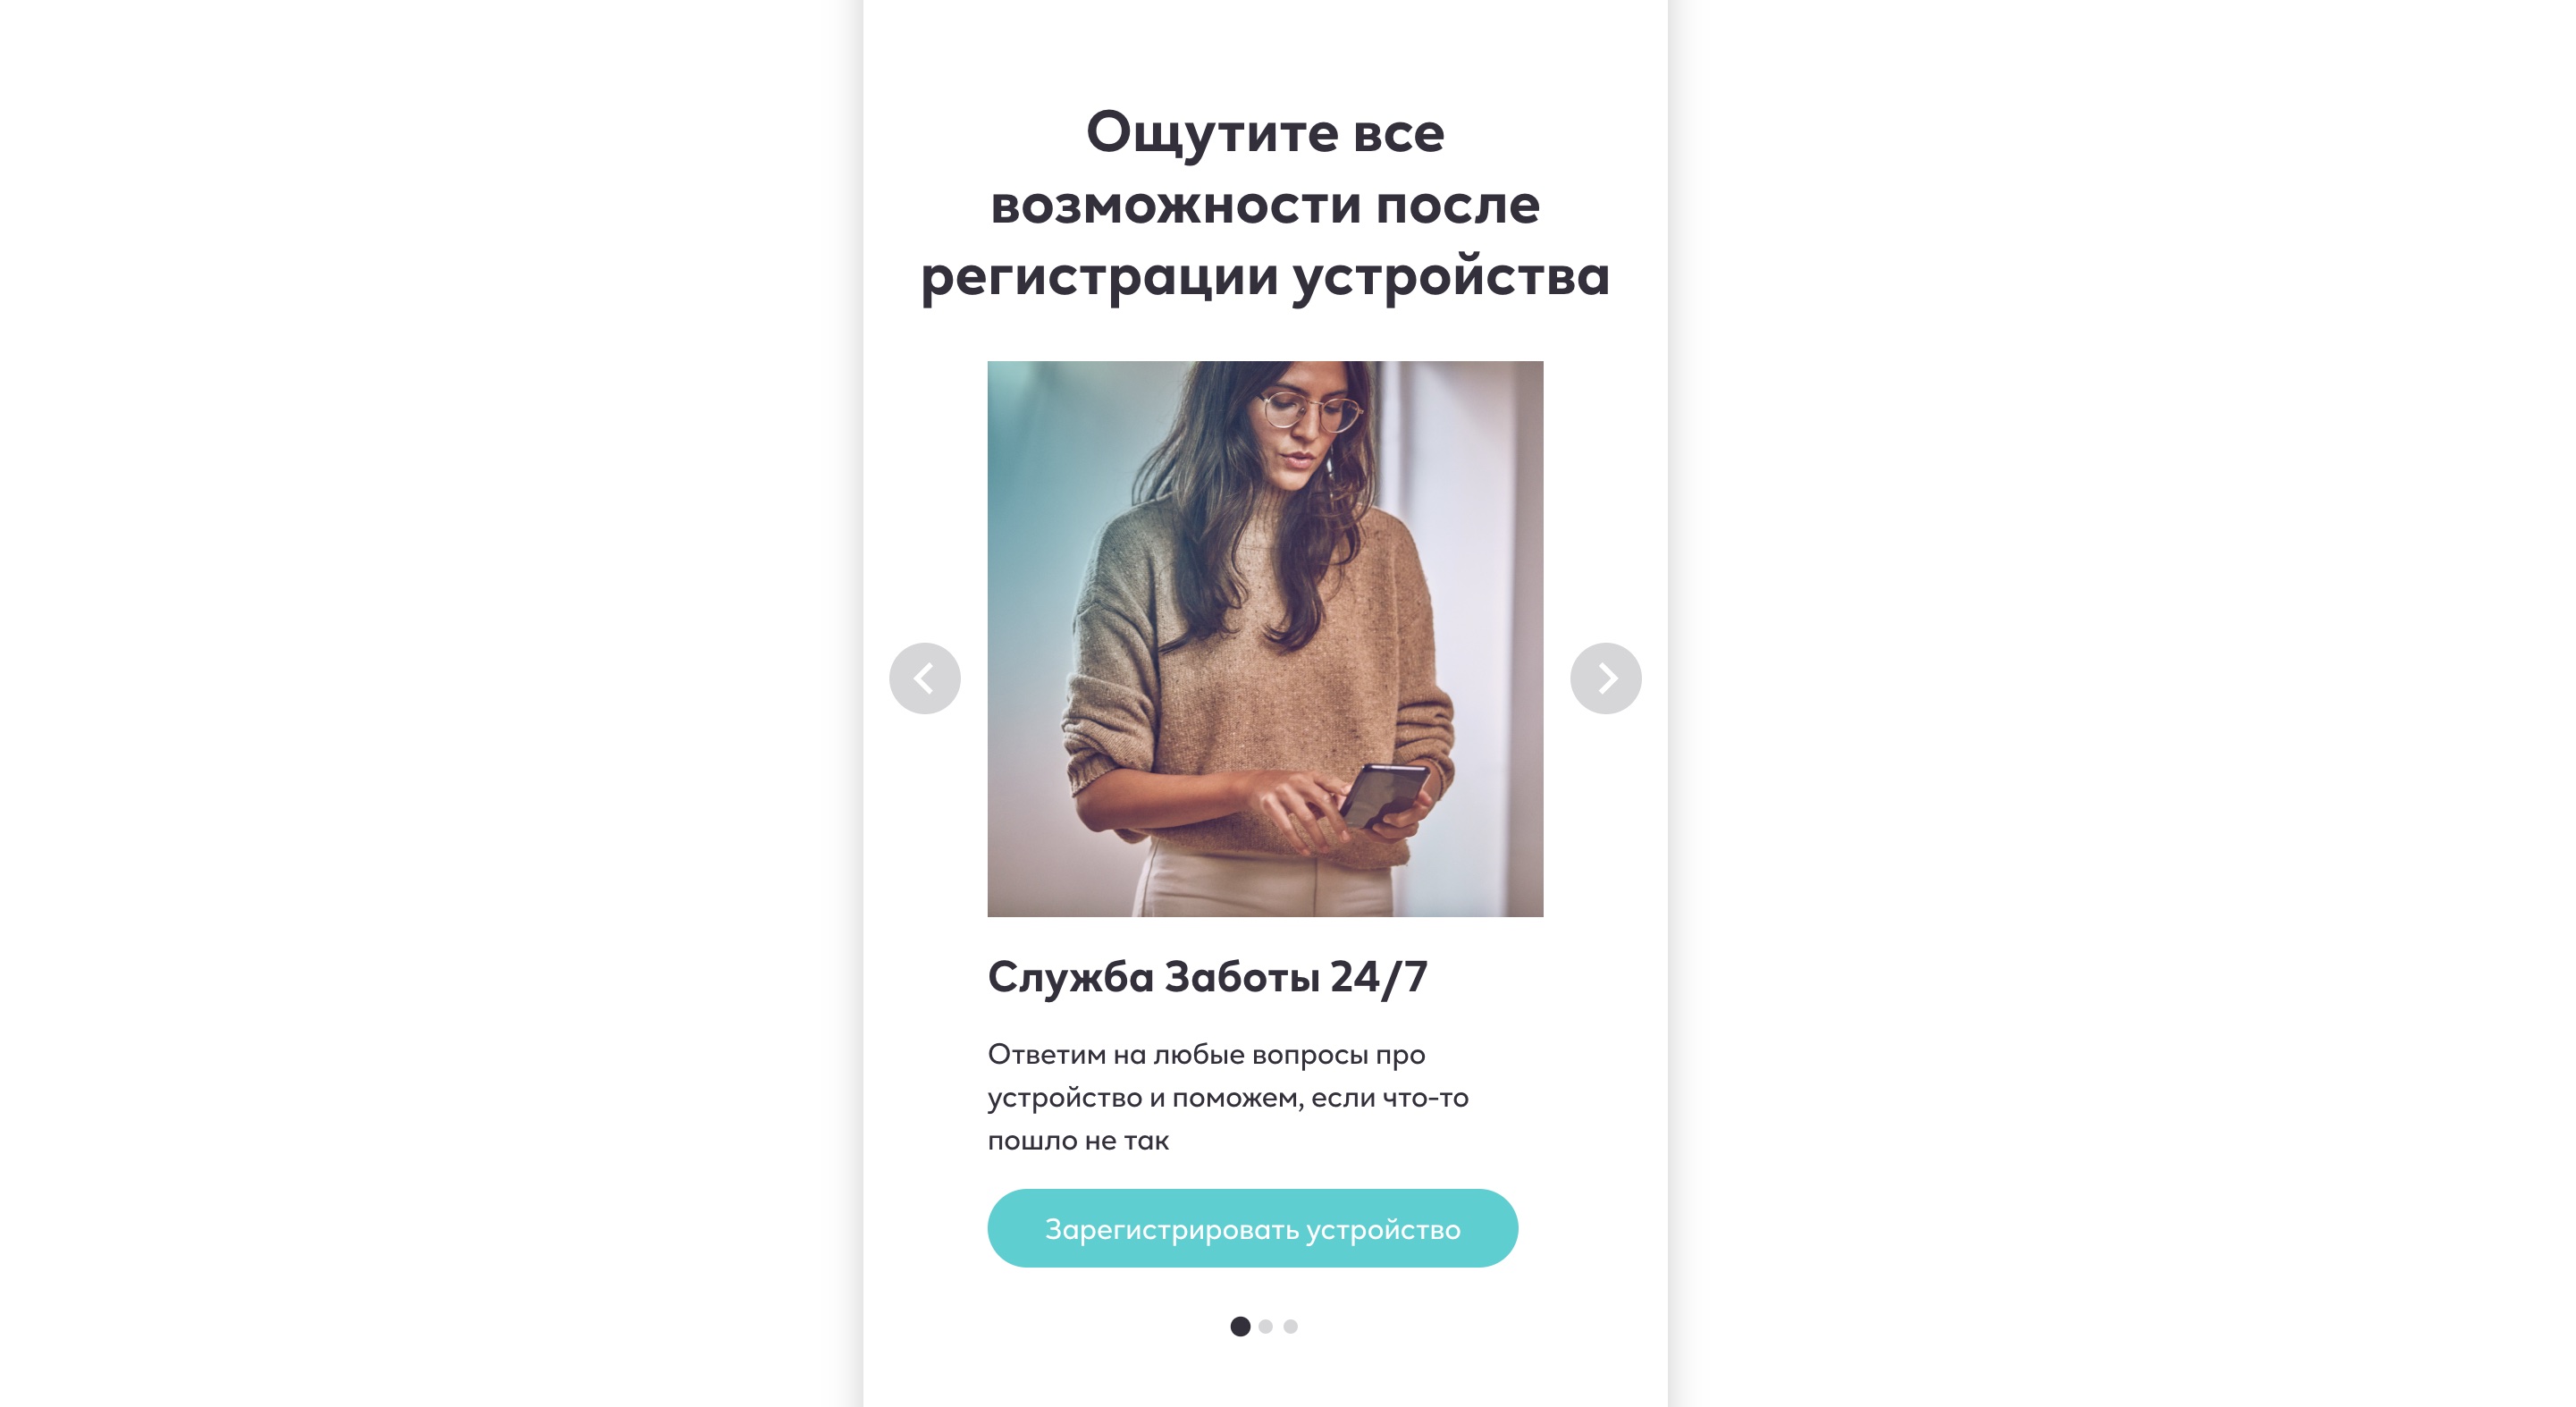 Ощутите все
возможности после
регистрации устройства
Служба Заботы 24/7
Ответим на любые вопросы про
устройство и поможем, если что-то
пошло не так
Зарегистрировать устройство